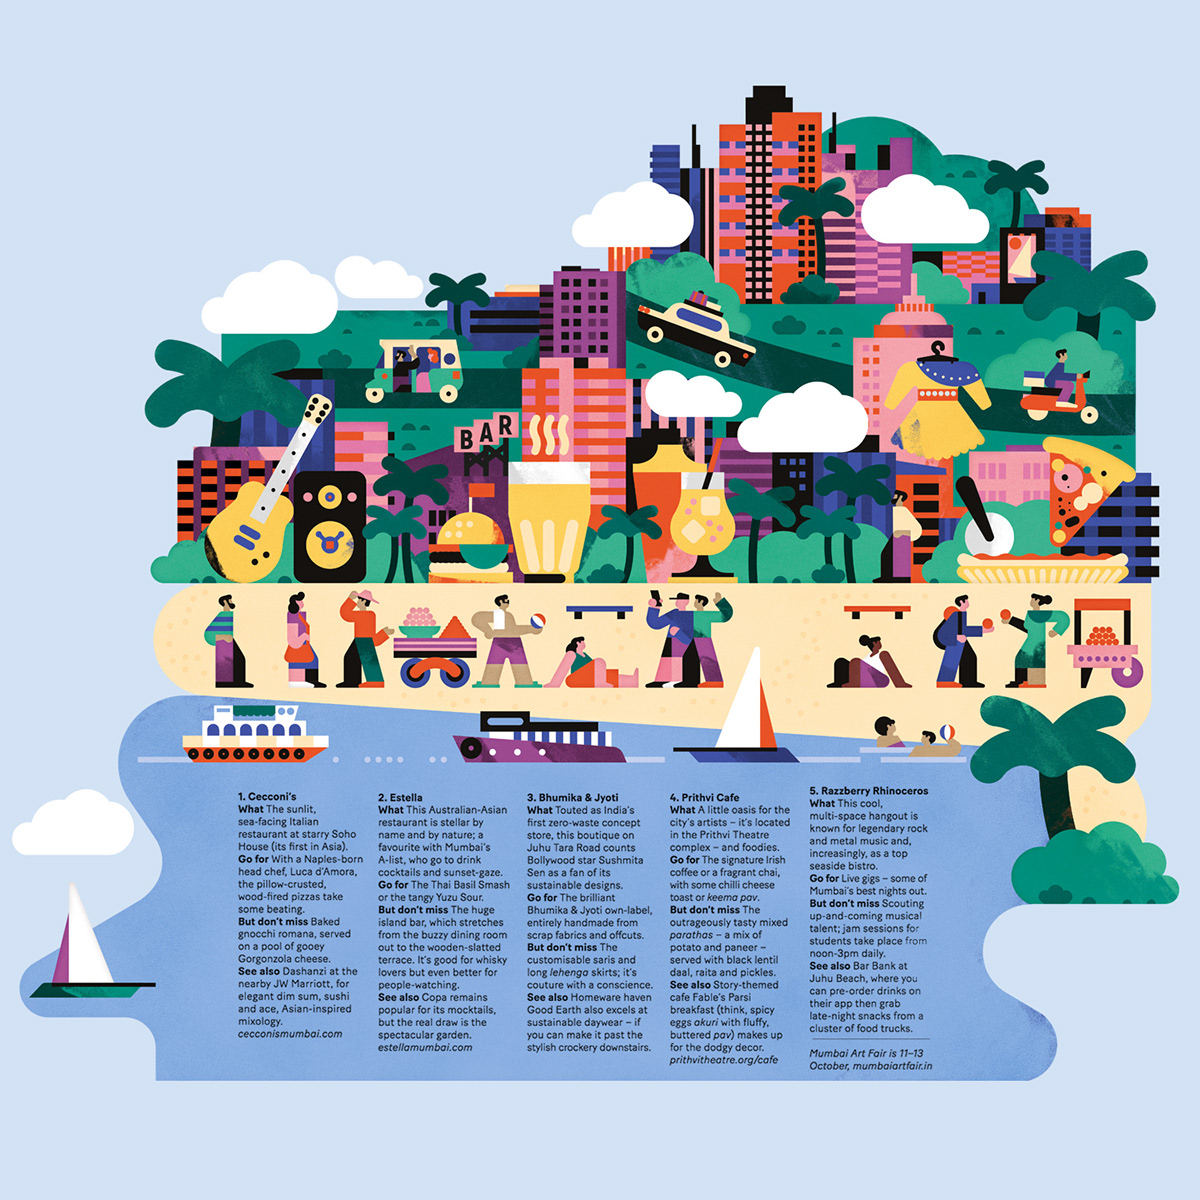 BAR
1. Cecconi's
What The sunlit,
sea-facing Italian
restaurant at starry Soho
House (its first in Asia).
Go for With a Naples-born
head chef, Luca d'Amora,
the pillow-crusted,
wood-fired pizzas take
some beating.
But don't miss Baked
gnocchi romana, served
on a pool of gooey
Gorgonzola cheese.
See also Dashanzi at the
nearby JW Marriott, for
elegant dim sum, sushi
and ace, Asian-inspired
mixology.
cecconismumbai.com
2. Estella
What This Australian-Asian
restaurant is stellar by
name and by nature; a
favourite with Mumbai's
A-list, who go to drink
cocktails and sunset-gaze.
Go for The Thai Basil Smash
or the tangy Yuzu Sour.
But don't miss The huge
island bar, which stretches
from the buzzy dining room
out to the wooden-slatted
terrace. It's good for whisky
lovers but even better for
people-watching.
See also Copa remains
popular for its mocktails,
but the real draw is the
spectacular garden.
estellamumbai.com
3. Bhumika & Jyoti
What Touted as India's
first zero-waste concept
store, this boutique on
Juhu Tara Road counts
Bollywood star Sushmita
Sen as a fan of its
sustainable designs.
Go for The brilliant
Bhumika & Jyoti own-label,
entirely handmade from
scrap fabrics and offcuts.
But don't miss The
customisable saris and
long lehenga skirts; it's
couture with a conscience.
See also Homeware haven
Good Earth also excels at
sustainable daywear – if
you can make it past the
stylish crockery downstairs.
4. Prithvi Cafe
What A little oasis for the
city's artists – it's located
in the Prithvi Theatre
complex – and foodies.
Go for The signature Irish
coffee or a fragrant chai,
with some chilli cheese
toast or keema pav.
But don't miss The
outrageously tasty mixed
parathas – a mix of
potato and paneer –
served with black lentil
daal, raita and pickles.
See also Story-themed
cafe Fable's Parsi
breakfast (think, spicy
eggs akuri with fluffy,
buttered pav) makes up
for the dodgy decor.
prithvitheatre.org/cafe
5. Razzberry Rhinoceros
What This cool,
multi-space hangout is
known for legendary rock
and metal music and,
increasingly, as a top
seaside bistro.
Go for Live gigs – some of
Mumbai's best nights out.
But don't miss Scouting
up-and-coming musical
talent; jam sessions for
students take place from
noon-3pm daily.
See also Bar Bank at
Juhu Beach, where you
can pre-order drinks on
their app then grab
late-night snacks from a
cluster of food trucks.
Mumbai Art Fair is 11–13
October, mumbaiartfair.in